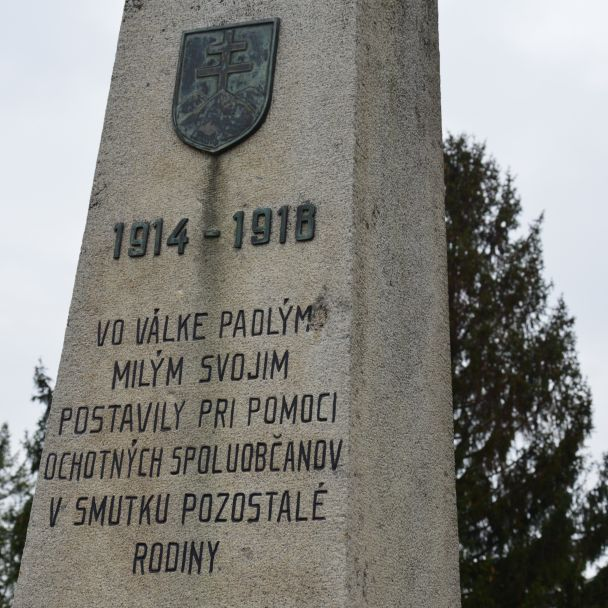 1914 - 1918
VO VÁLKE PADLÝM
MILÝM SVOJIM
POSTAVILY PRI POMOCI
OCHOTNÝCH SPOLUOBČANOV
V SMUTKU POZOSTALÉ
RODINY